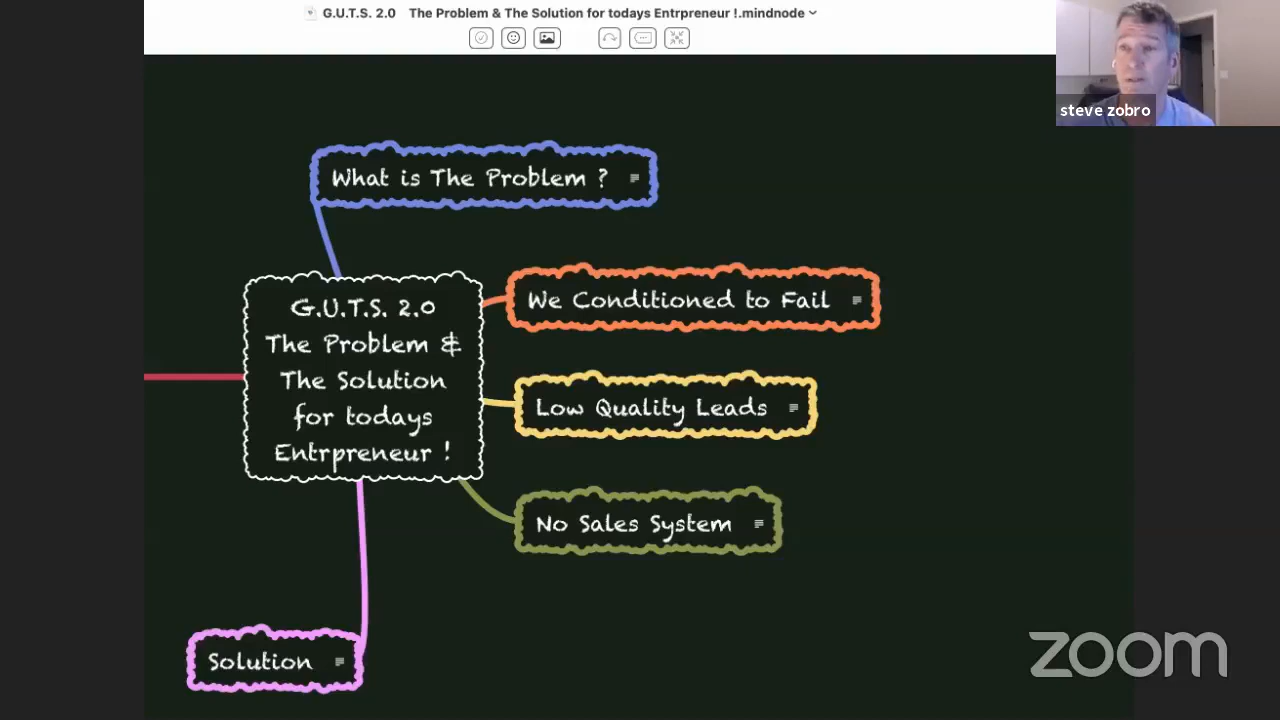 G.U.T.S. 2.0 The Problem & The Solution for todays Entrpreneur !.mindnode
steve zobro
What is The Problem ?
We Conditioned to Fail
G.U.T.S. 2.0
The Problem &
The Solution
for todays
Entrpreneur !
Low Quality Leads
No Sales System
Solution
zoom